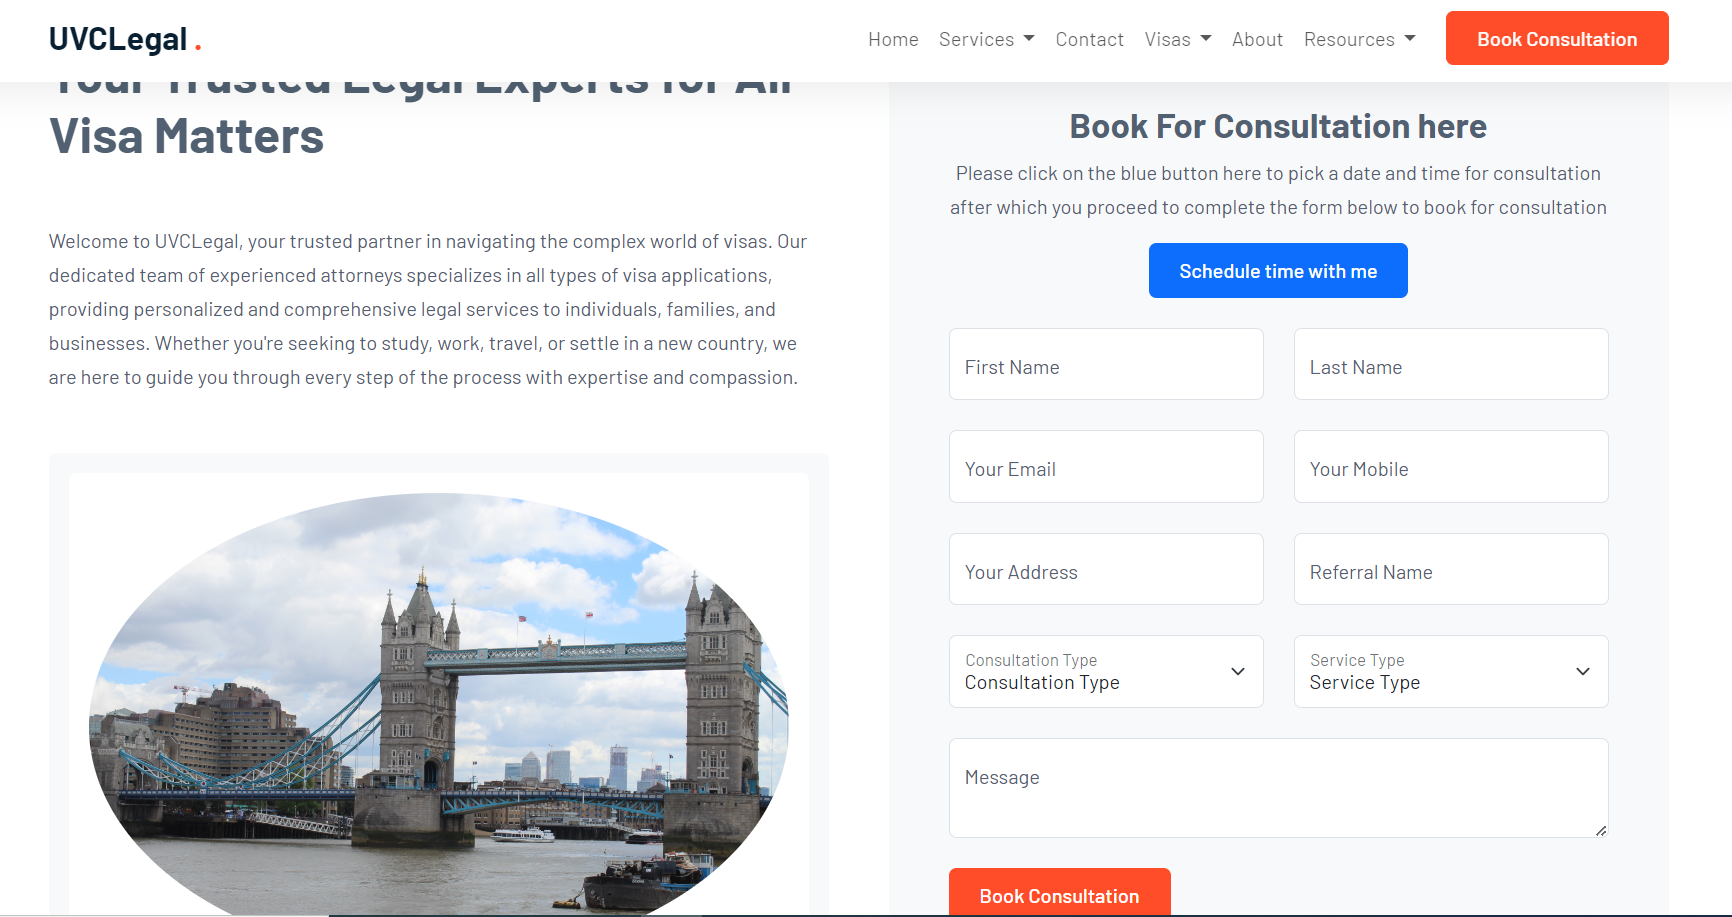 UVCLegal .
Home Services Contact Visas About Resources Book Consultation
Your Trusted Legal Experts for All
Visa Matters
Welcome to UVCLegal, your trusted partner in navigating the complex world of visas. Our
dedicated team of experienced attorneys specializes in all types of visa applications,
providing personalized and comprehensive legal services to individuals, families, and
businesses. Whether you're seeking to study, work, travel, or settle in a new country, we
are here to guide you through every step of the process with expertise and compassion.
Book For Consultation here
Please click on the blue button here to pick a date and time for consultation
after which you proceed to complete the form below to book for consultation
Schedule time with me
First Name Last Name
Your Email Your Mobile
Your Address Referral Name
Consultation Type Service Type
Consultation Type Service Type
Message
Book Consultation